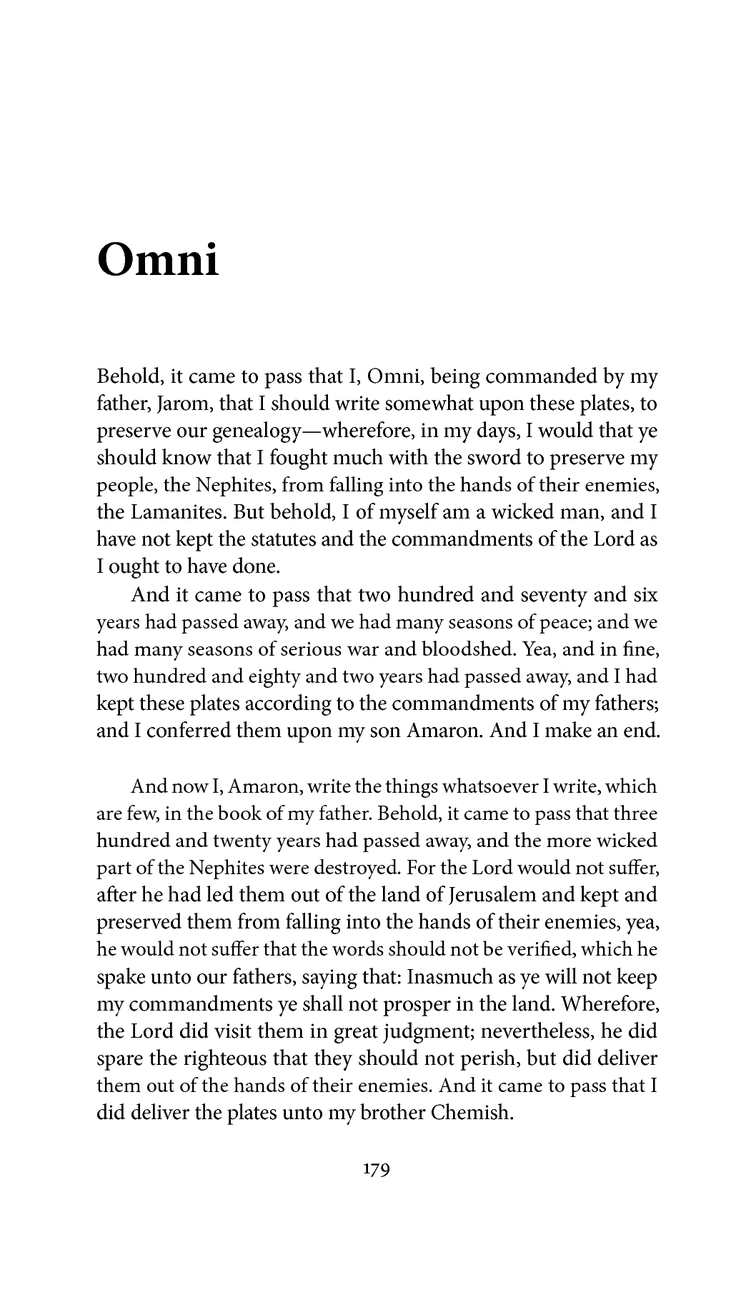 Omni
Behold, it came to pass that I, Omni, being commanded by my
father, Jarom, that I should write somewhat upon these plates, to
preserve our genealogy—wherefore, in my days, I would that ye
should know that I fought much with the sword to preserve my
people, the Nephites, from falling into the hands of their enemies,
the Lamanites. But behold, I of myself am a wicked man, and I
have not kept the statutes and the commandments of the Lord as
I ought to have done.
And it came to pass that two hundred and seventy and six
years had passed away, and we had many seasons of peace; and we
had many seasons of serious war and bloodshed. Yea, and in fine,
two hundred and eighty and two years had passed away, and I had
kept these plates according to the commandments of my fathers;
and I conferred them upon my son Amaron. And I make an end.
And now I, Amaron, write the things whatsoever I write, which
are few, in the book of my father. Behold, it came to pass that three
hundred and twenty years had passed away, and the more wicked
part of the Nephites were destroyed. For the Lord would not suffer,
after he had led them out of the land of Jerusalem and kept and
preserved them from falling into the hands of their enemies, yea,
he would not suffer that the words should not be verified, which he
spake unto our fathers, saying that: Inasmuch as ye will not keep
my commandments ye shall not prosper in the land. Wherefore,
the Lord did visit them in great judgment; nevertheless, he did
spare the righteous that they should not perish, but did deliver
them out of the hands of their enemies. And it came to pass that I
did deliver the plates unto my brother Chemish.
179